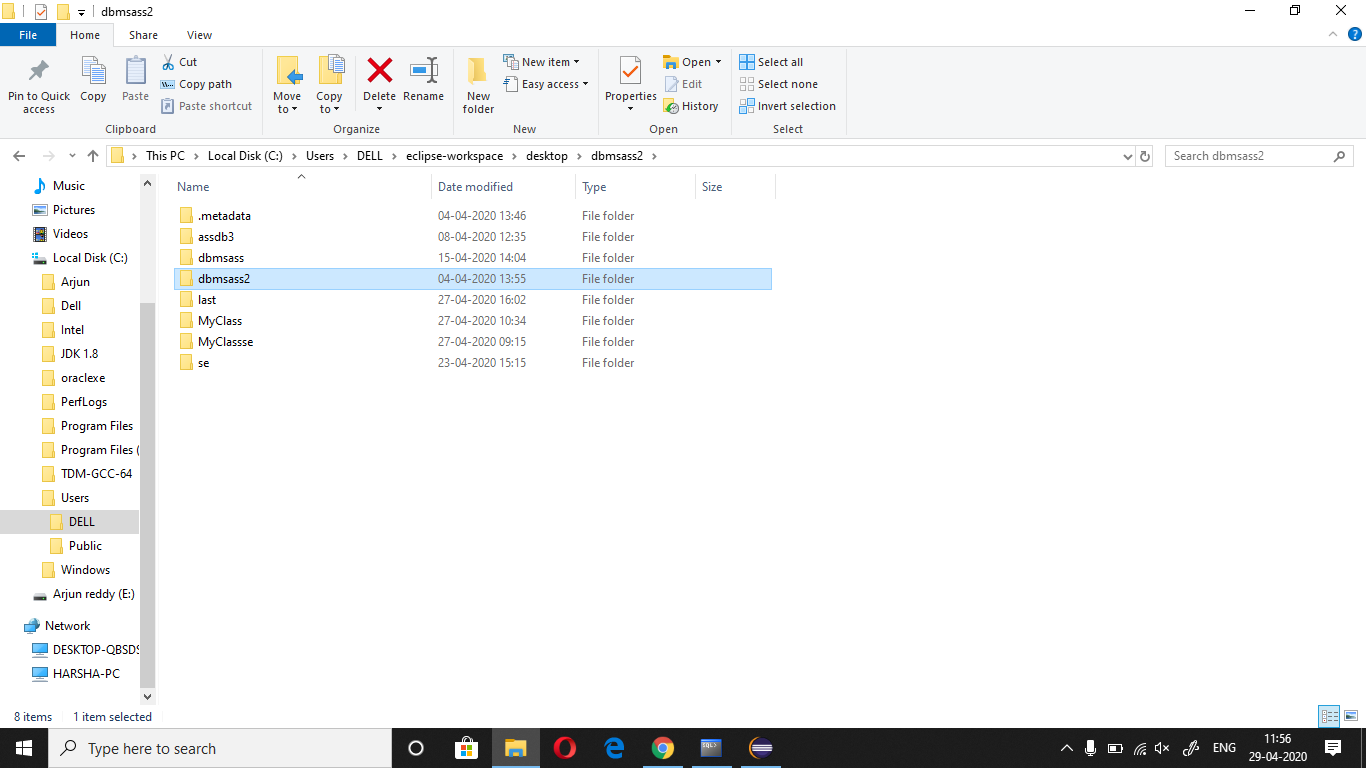 dbmsass2
File Home Share View
Pin to Quick access
Copy
Paste
Cut
Copy path
Paste shortcut
Clipboard
Move to
Copy to
Delete
Rename
Organize
New folder
New item
Easy access
New
Properties
Open
Edit
History
Open
Select all
Select none
Invert selection
Select
This PC > Local Disk (C:) > Users > DELL > eclipse-workspace > desktop > dbmsass2 >
Search dbmsass2
Music
Pictures
Videos
Local Disk (C:)
Arjun
Dell
Intel
JDK 1.8
oraclexe
PerfLogs
Program Files
Program Files (
TDM-GCC-64
Users
DELL
Public
Windows
Arjun reddy (E:)
Network
DESKTOP-QBSDS
HARSHA-PC
Name Date modified Type Size
.metadata 04-04-2020 13:46 File folder
assdb3 08-04-2020 12:35 File folder
dbmsass 15-04-2020 14:04 File folder
dbmsass2 04-04-2020 13:55 File folder
last 27-04-2020 16:02 File folder
MyClass 27-04-2020 10:34 File folder
MyClassse 27-04-2020 09:15 File folder
se 23-04-2020 15:15 File folder
8 items 1 item selected
Type here to search
SQL>
ENG
11:56
29-04-2020